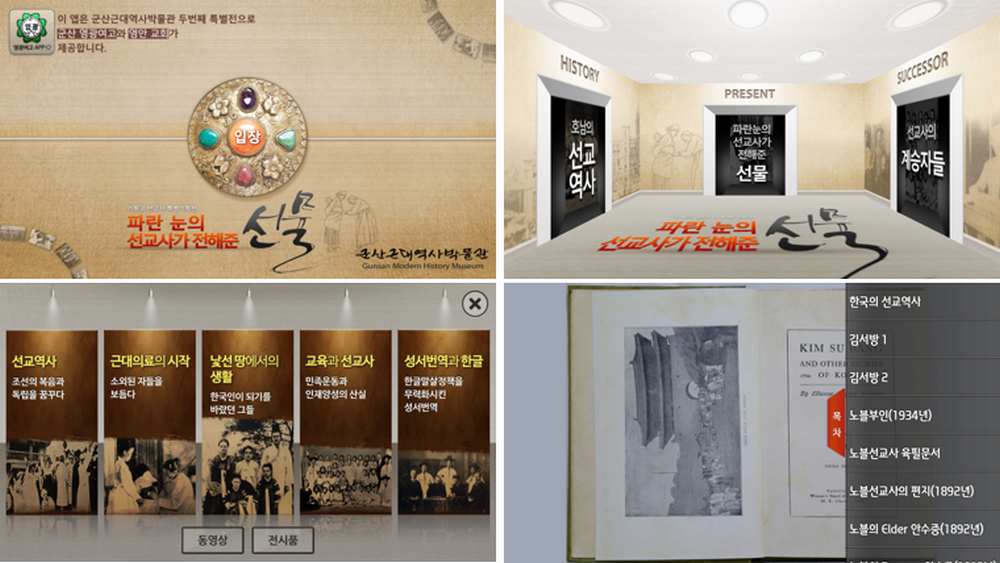 이 앱은 군산근대역사박물관 두번째 특별전으로
군산 영광여고와 영안 교회가
제공합니다.
영광
영광여고 APP
입장
파란 눈의
선교사가 전해준
선물
군산근대역사박물관
Gunsan Modern History Museum
HISTORY
PRESENT
SUCCESSOR
호남의
선교
역사
파란눈의
선교사가
전해준
선물
선교사의
계승자들
파란 눈의
선교사가 전해준
선물
선교역사
조선의 복음과
독립을 꿈꾸다
근대의료의 시작
소외된 자들을
보듬다
낯선 땅에서의
생활
한국인이 되기를
바랐던 그들
교육과 선교사
민족운동과
인재양성의 산실
성서번역과 한글
한글말살정책을
무력화시킨
성서번역
동영상
전시품
KIM SU
AND OTHER
OF KO
By Ellasue
목
차
한국의 선교역사
김서방 1
김서방 2
노블부인(1934년)
노블선교사 육필문서
노블선교사의 편지(1892년)
노블의 Elder 안수증(1892년)